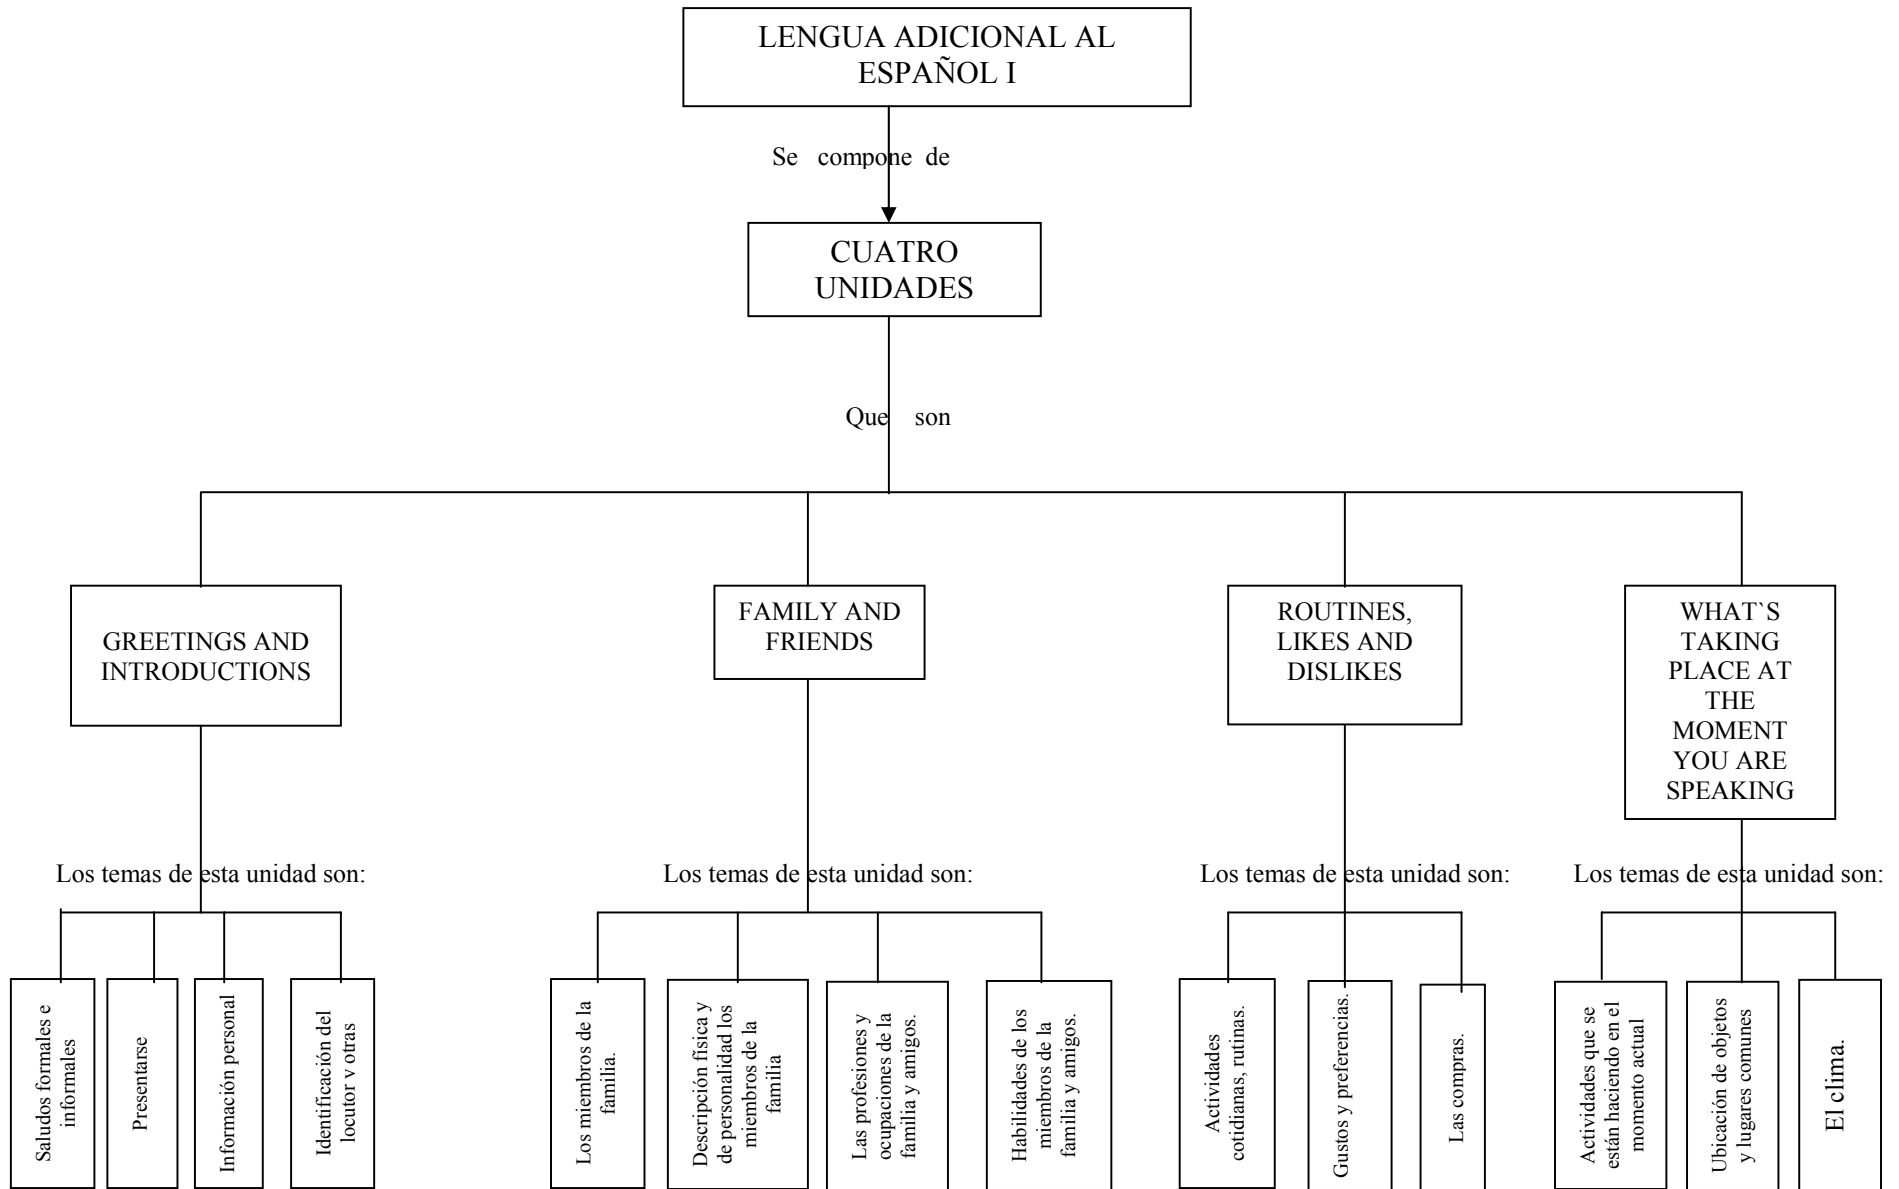 LENGUA ADICIONAL AL
ESPAÑOL I
Se compone de
CUATRO
UNIDADES
Que son
GREETINGS AND
INTRODUCTIONS
FAMILY AND
FRIENDS
ROUTINES,
LIKES AND
DISLIKES
WHAT`S
TAKING
PLACE AT
THE
MOMENT
YOU ARE
SPEAKING
Los temas de esta unidad son:
Los temas de esta unidad son:
Los temas de esta unidad son:
Los temas de esta unidad son:
Saludos formales e
informales
Presentarse
Información personal
Identificación del
locutor y otras
Los miembros de la
familia.
Descripción física y
de personalidad los
miembros de la
familia
Las profesiones y
ocupaciones de la
familia y amigos.
Habilidades de los
miembros de la
familia y amigos.
Actividades
cotidianas, rutinas.
Gustos y preferencias.
Las compras.
Actividades que se
están haciendo en el
momento actual
Ubicación de objetos
y lugares comunes
El clima.